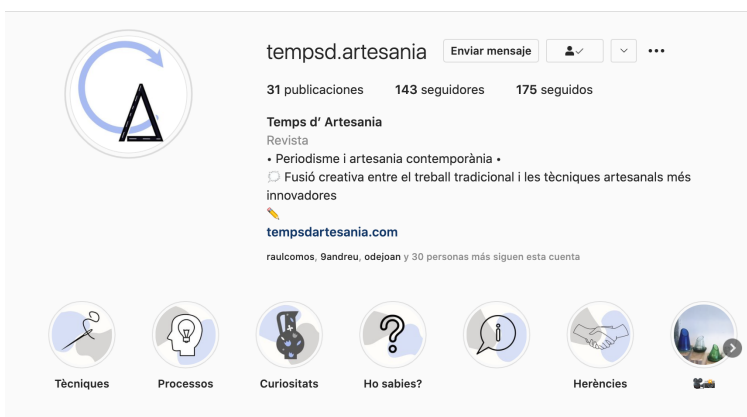 tempsd.artesania Enviar mensaje
31 publicaciones 143 seguidores 175 seguidos
Temps d' Artesania
Revista
• Periodisme i artesania contemporània •
💭 Fusió creativa entre el treball tradicional i les tècniques artesanals més
innovadores
✏️
tempsdartesania.com
raulcomos, 9andreu, odejoan y 30 personas más siguen esta cuenta
Tècniques Processos Curiositats Ho sabies? Herències